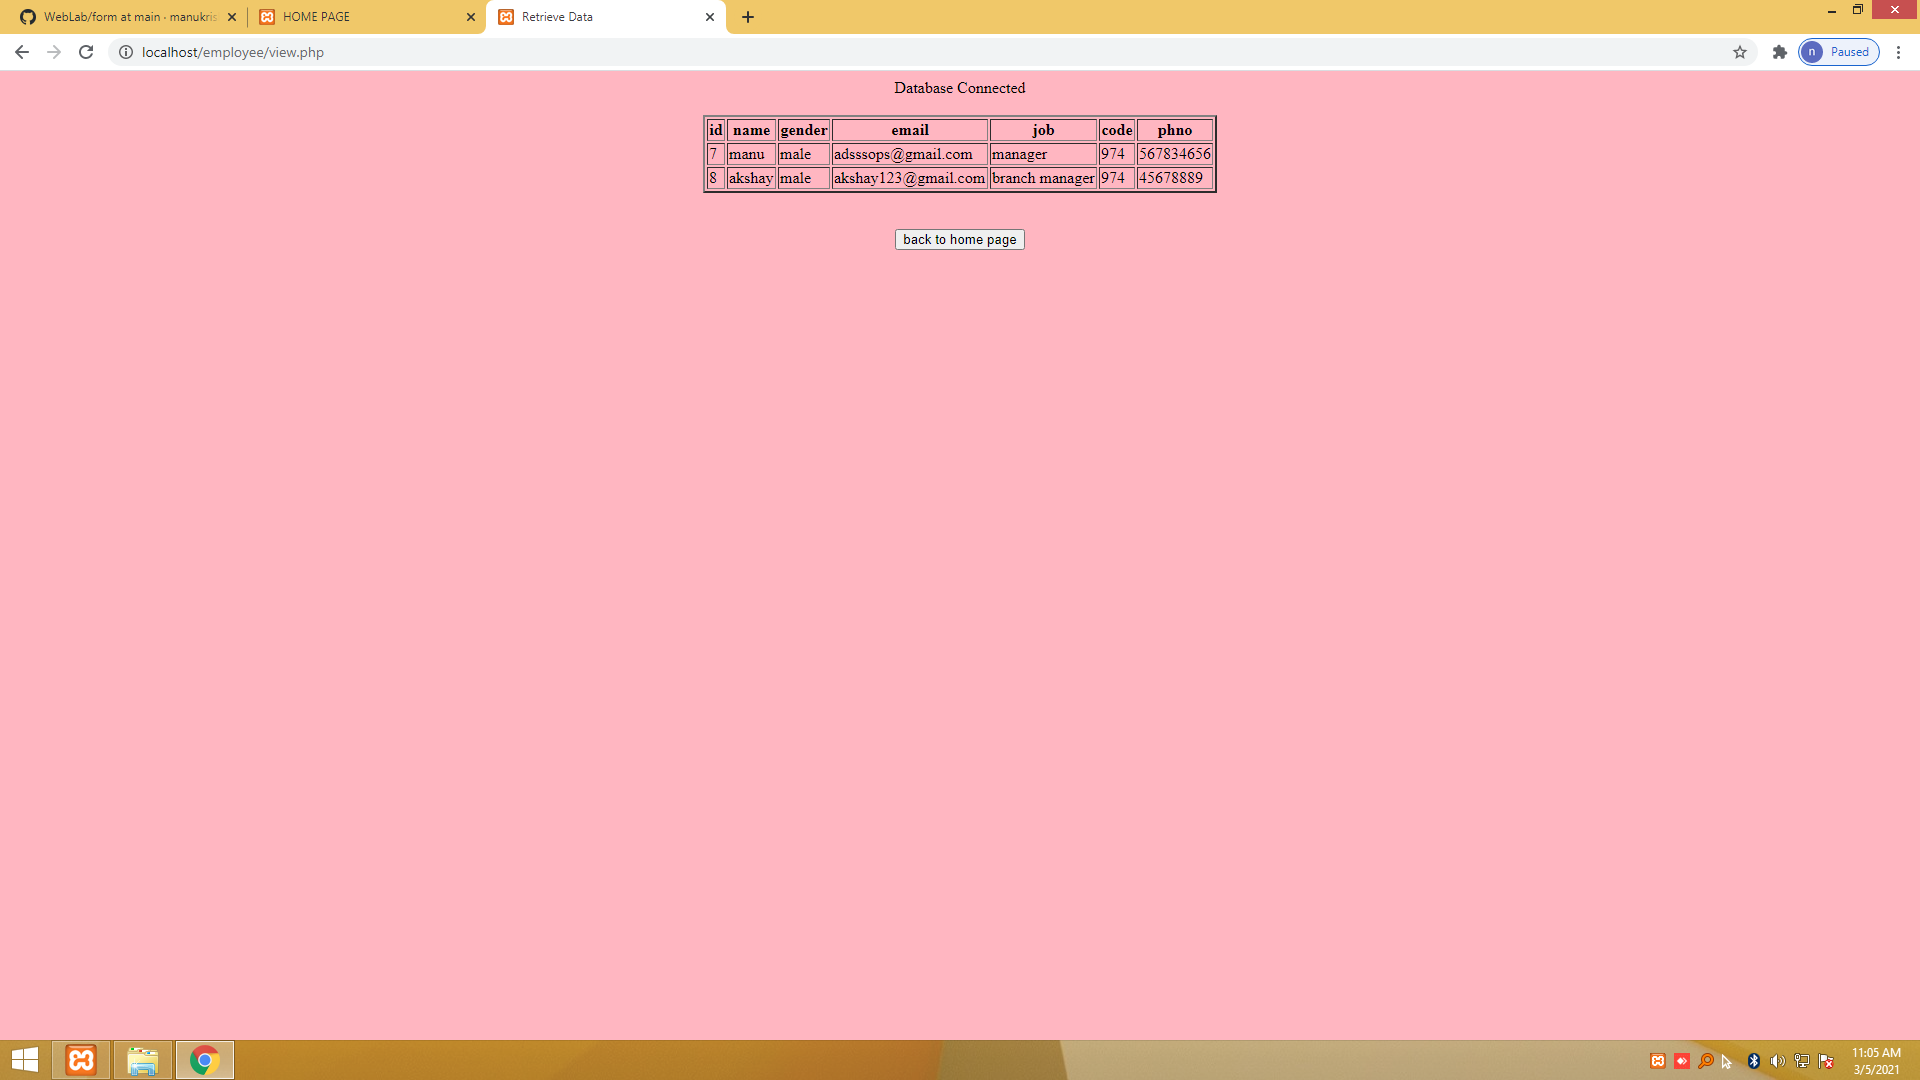 WebLab/form at main · manukris
HOME PAGE
Retrieve Data
localhost/employee/view.php
n Paused
Database Connected
id name gender email job code phno
7 manu male adsssops@gmail.com manager 974 567834656
8 akshay male akshay123@gmail.com branch manager 974 45678889
back to home page
11:05 AM
3/5/2021